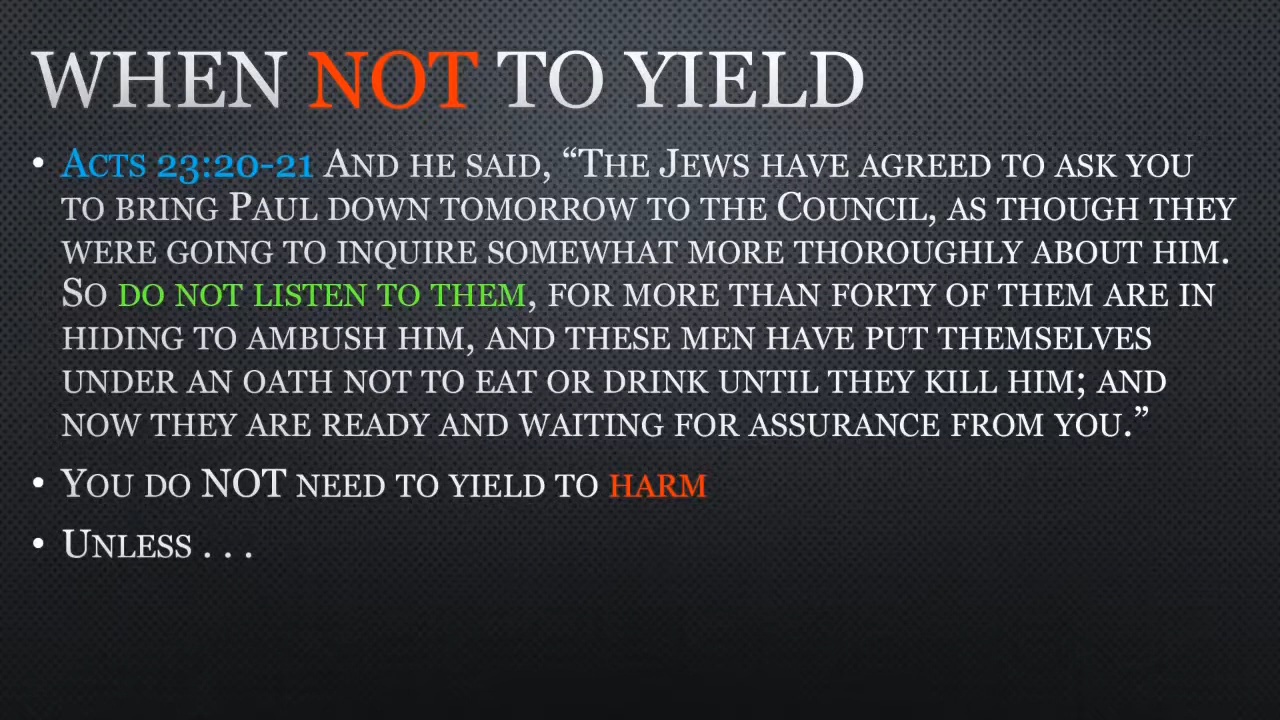 WHEN NOT TO YIELD
• ACTS 23:20-21 AND HE SAID, “THE JEWS HAVE AGREED TO ASK YOU
TO BRING PAUL DOWN TOMORROW TO THE COUNCIL, AS THOUGH THEY
WERE GOING TO INQUIRE SOMEWHAT MORE THOROUGHLY ABOUT HIM.
SO DO NOT LISTEN TO THEM, FOR MORE THAN FORTY OF THEM ARE IN
HIDING TO AMBUSH HIM, AND THESE MEN HAVE PUT THEMSELVES
UNDER AN OATH NOT TO EAT OR DRINK UNTIL THEY KILL HIM; AND
NOW THEY ARE READY AND WAITING FOR ASSURANCE FROM YOU.”
• YOU DO NOT NEED TO YIELD TO HARM
• UNLESS . . .